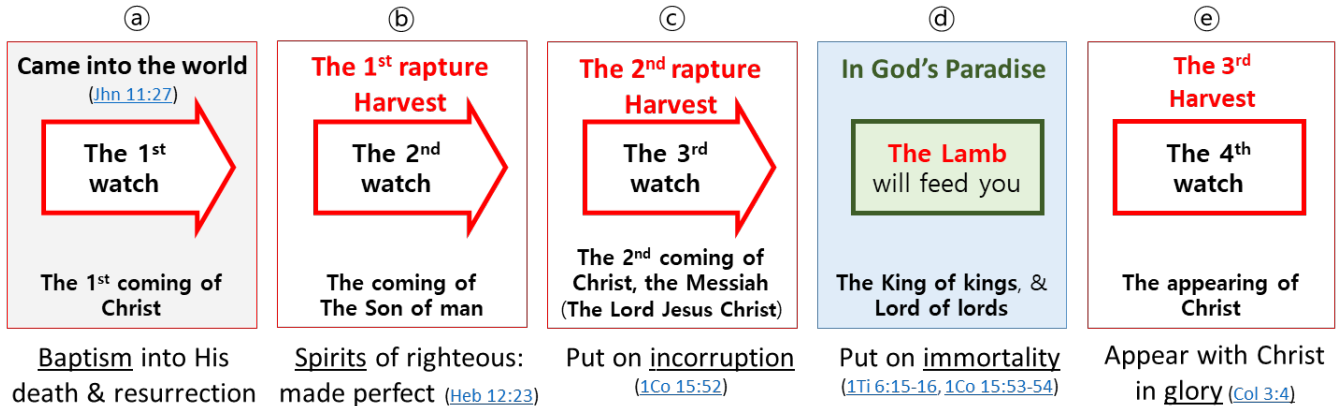 ⓐ
Came into the world
(Jhn 11:27)
The 1st
watch
The 1st coming of
Christ
Baptism into His
death & resurrection
ⓑ
The 1st rapture
Harvest
The 2nd
watch
The coming of
The Son of man
Spirits of righteous:
made perfect (Heb 12:23)
ⓒ
The 2nd rapture
Harvest
The 3rd
watch
The 2nd coming of
Christ, the Messiah
(The Lord Jesus Christ)
Put on incorruption
(1Co 15:52)
ⓓ
In God’s Paradise
The Lamb
will feed you
The King of kings, &
Lord of lords
Put on immortality
(1Ti 6:15-16, 1Co 15:53-54)
ⓔ
The 3rd
Harvest
The 4th
watch
The appearing of
Christ
Appear with Christ
in glory (Col 3:4)